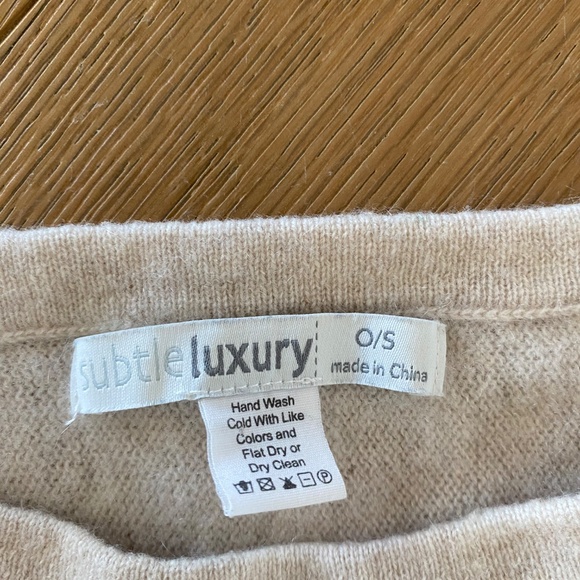 subtleluxury
O/S
made in China
Hand Wash
Cold With Like
Colors and
Flat Dry or
Dry Clean
P